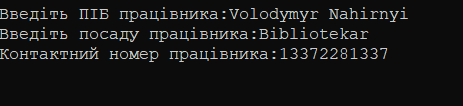 Введіть ПІБ працівника:Volodymyr Nahirnyi
Введіть посаду працівника:Bibliotekar
Контактний номер працівника:13372281337